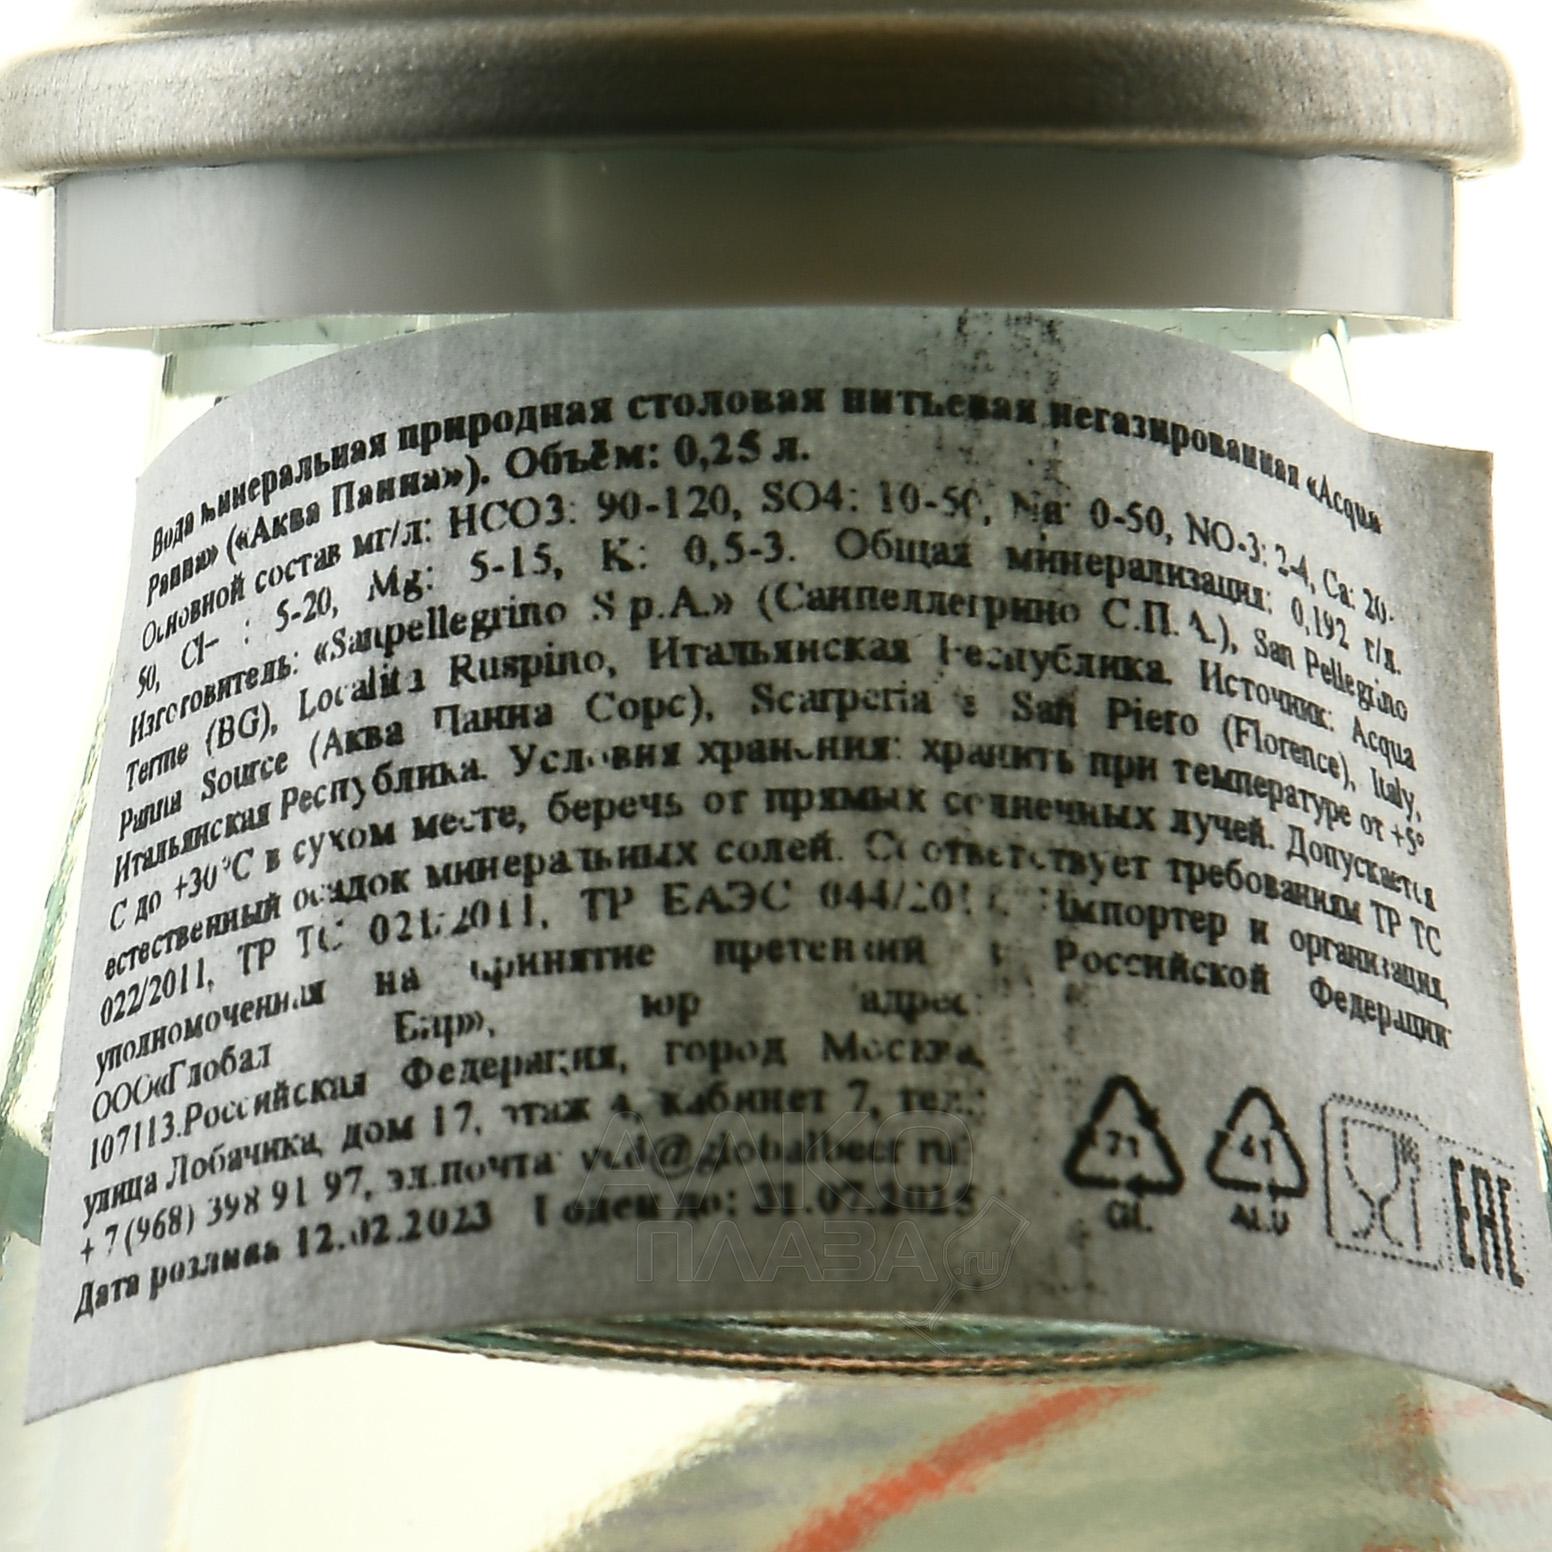 Вода минеральная природная столовая питьевая негазированная «Acqua
Panna» («Аква Панна»). Объём: 0,25 л.
Основной состав мг/л: HCO3: 90-120, SO4: 10-50, Na: 0-50, NO-3: 2-4, Ca: 20-
50, Cl- : 5-20, Mg: 5-15, K: 0,5-3. Общая минерализация: 0,192 г/л.
Изготовитель: «Sanpellegrino S.p.A.» (Санпеллегрино С.П.А.), San Pellegrino
Terme (BG), Localita Ruspino, Итальянская Республика. Источник: Acqua
Panna Source (Аква Панна Сорс), Scarperia e San Piero (Florence), Italy,
Итальянская Республика. Условия хранения: хранить при температуре от +5°
С до +30°С в сухом месте, беречь от прямых солнечных лучей. Допускается
естественный осадок минеральных солей. Соответствует требованиям ТР ТС
022/2011, ТР ТС 021/2011, ТР ЕАЭС 044/2017. Импортер и организация,
уполномоченная на принятие претензий в Российской Федерации
ООО«Глобал Бир», юр адрес:
107113.Российская Федерация, город Москва,
улица Лобачика, дом 17, этаж 4, кабинет 7, тел.:
+ 7 (968) 398 91 97, эл.почта: @globalbeer.ru
Дата розлива 12.02.2023 Годен до: 31.07.2025
71
GL
41
ALU
EAC
АЛКО
ПЛАЗА.ru